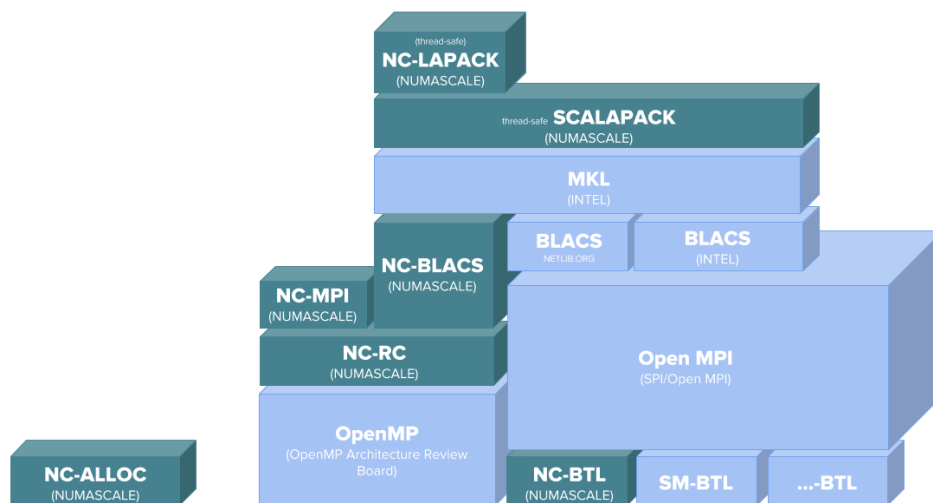 (thread-safe)
NC-LAPACK
(NUMASCALE)
thread-safe SCALAPACK
(NUMASCALE)
MKL
(INTEL)
NC-BLACS
(NUMASCALE)
BLACS
NETLIB.ORG
BLACS
(INTEL)
NC-MPI
(NUMASCALE)
NC-RC
(NUMASCALE)
Open MPI
(SPI/Open MPI)
OpenMP
(OpenMP Architecture Review
Board)
NC-ALLOC
(NUMASCALE)
NC-BTL
(NUMASCALE)
SM-BTL
...-BTL